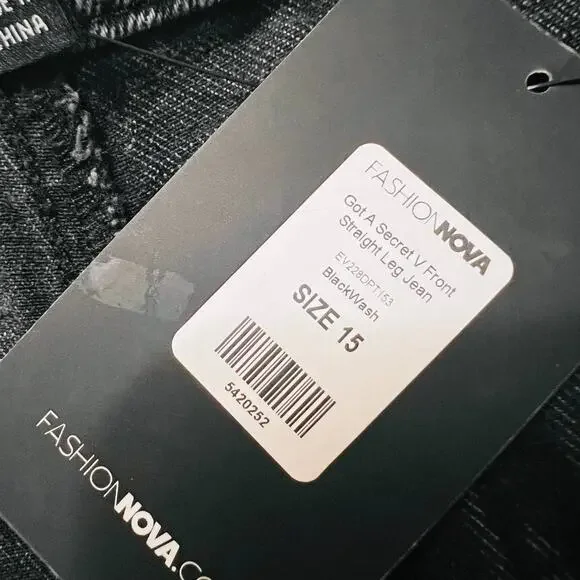 CHINA
FASHIONNOVA
Got A Secret V Front
Straight Leg Jean
EV228DPT153
BlackWash
SIZE 15
5420252
FASHIONNOVA.CO